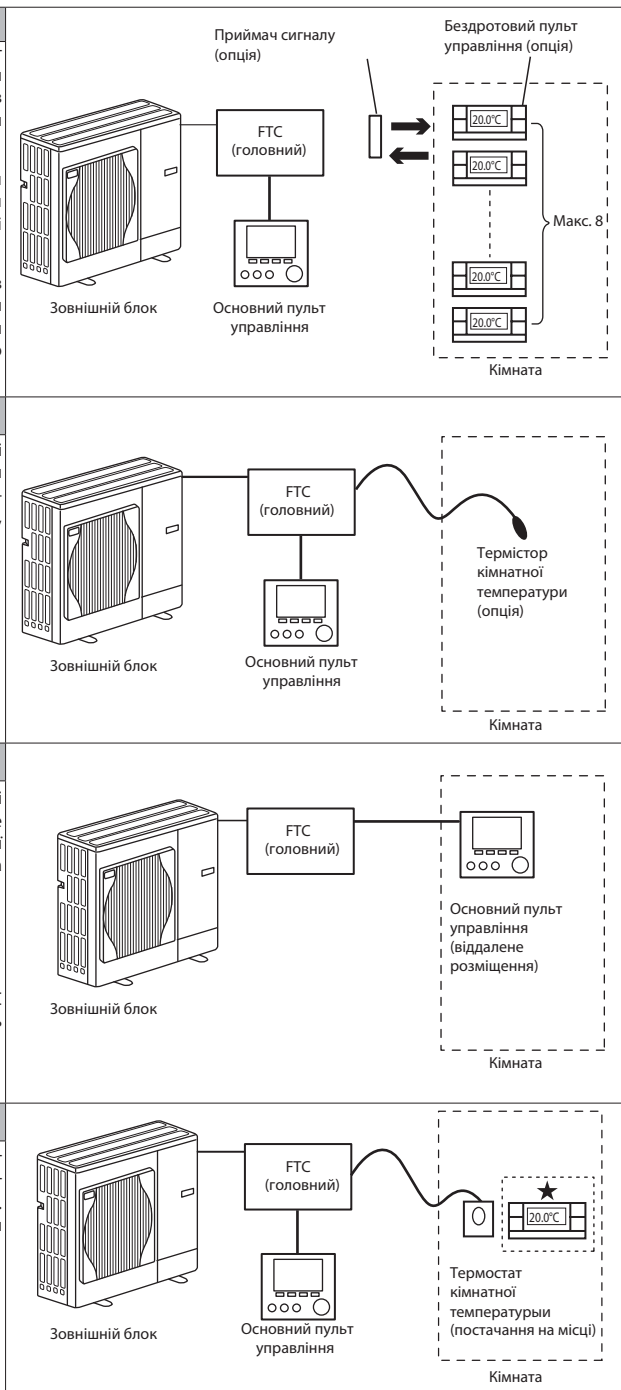 Приймач сигналу
(опція)
Бездротовий пульт
управління (опція)
FTC
(головний)
20.0°C
20.0°C
Макс. 8
20.0°C
20.0°C
Зовнішній блок
Основний пульт
управління
Кімната
FTC
(головний)
Термістор
кімнатної
температури
(опція)
Зовнішній блок
Основний пульт
управління
Кімната
FTC
(головний)
Основний пульт
управління
(віддалене
розміщення)
Зовнішній блок
Кімната
FTC
(головний)
20.0°C
Термостат
кімнатної
температурыи
(постачання на місці)
Зовнішній блок
Основний пульт
управління
Кімната